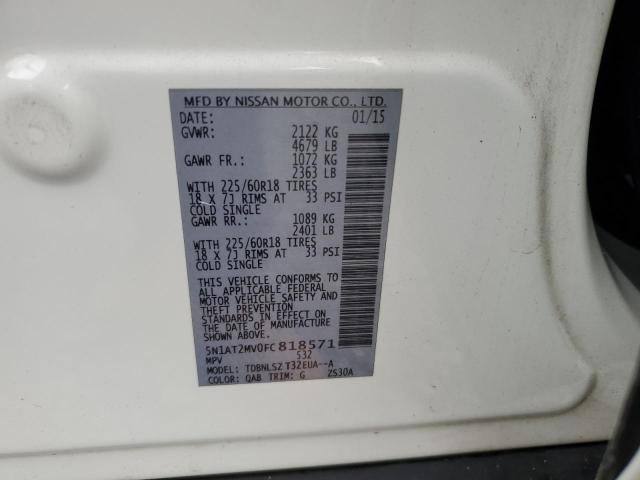 MFD BY NISSAN MOTOR CO., LTD.
DATE: 01/15
GVWR: 2122 KG
4679 LB
GAWR FR.: 1072 KG
2363 LB
WITH 225/60R18 TIRES
18 X 7J RIMS AT 33 PSI
COLD SINGLE
GAWR RR.: 1089 KG
2401 LB
WITH 225/60R18 TIRES
18 X 7J RIMS AT 33 PSI
COLD SINGLE
THIS VEHICLE CONFORMS TO
ALL APPLICABLE FEDERAL
MOTOR VEHICLE SAFETY AND
THEFT PREVENTION
STANDARDS IN EFFECT ON
THE DATE OF MANUFACTURE
SHOWN ABOVE.
5N1AT2MV0FC818571
MPV 532
MODEL: TDBNLSZ T32EUA--A
COLOR: QAB TRIM: G ZS30A